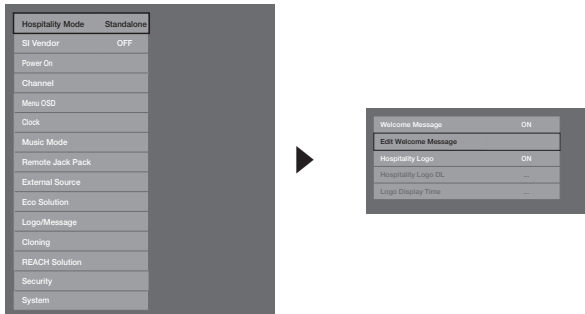 Hospitality Mode Standalone
SI Vendor OFF
Power On
Channel
Menu OSD
Clock
Music Mode
Remote Jack Pack
External Source
Eco Solution
Logo/Message
Cloning
REACH Solution
Security
System
Welcome Message ON
Edit Welcome Message
Hospitality Logo ON
Hospitality Logo DL ...
Logo Display Time ...